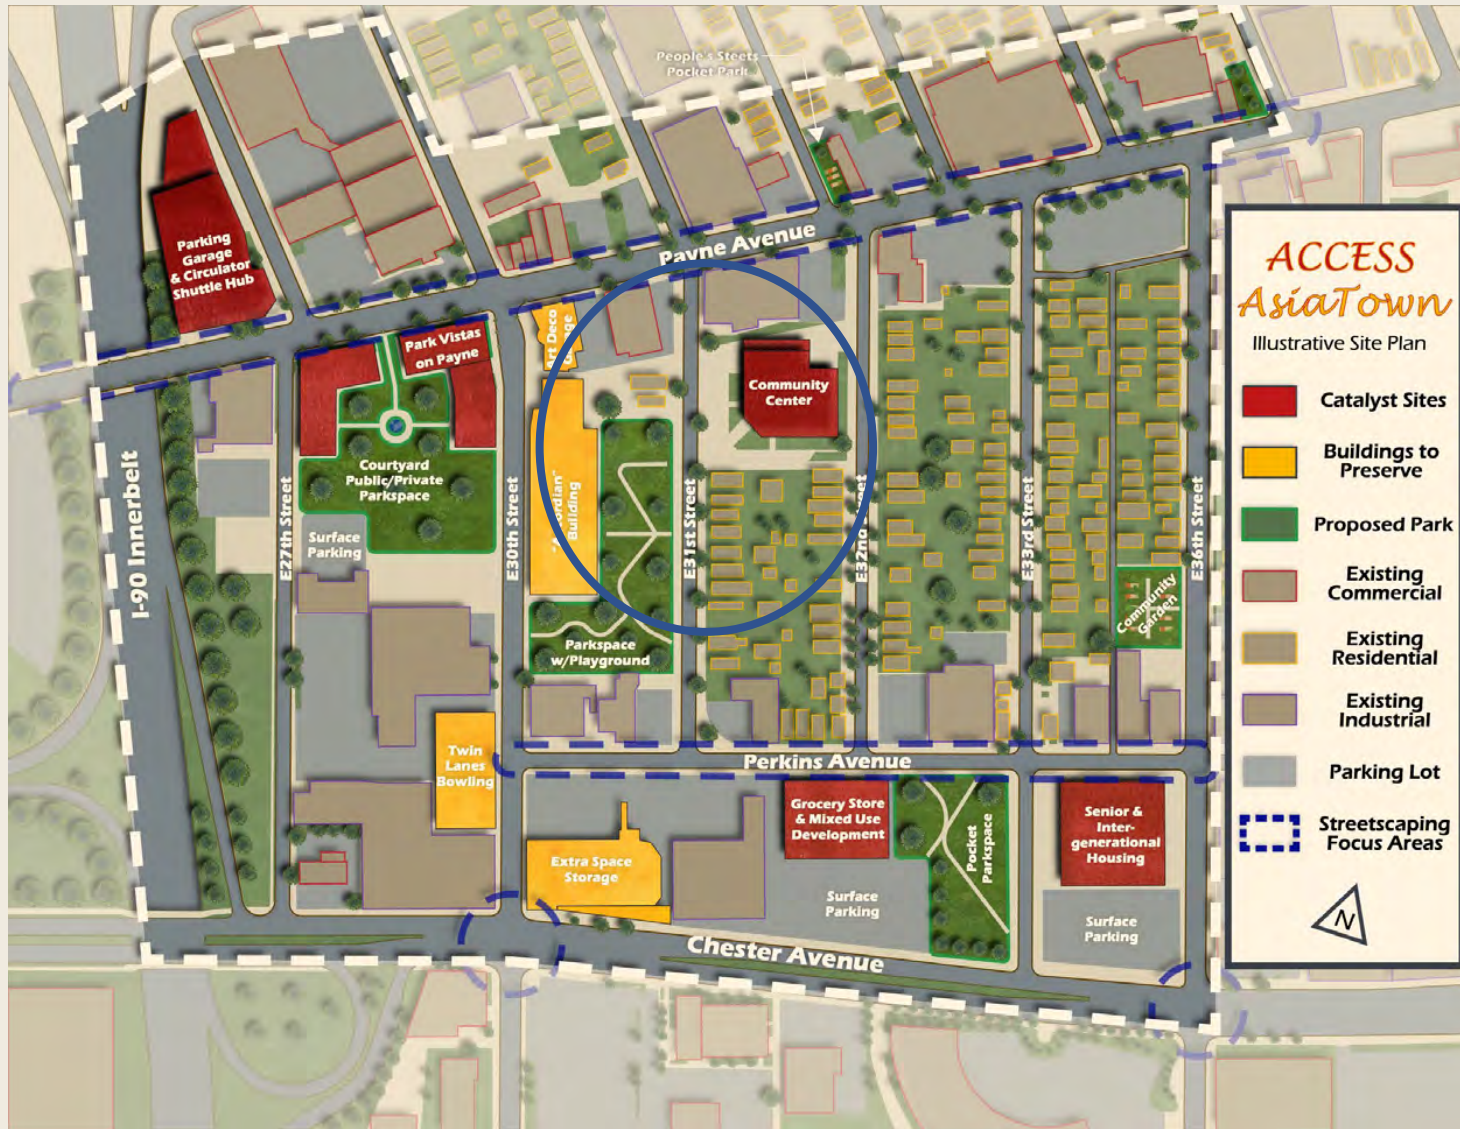 People's Steets
Pocket Park
Payne Avenue
Parking
Garage
& Circulator
Shuttle Hub
Park Vistas
on Payne
Art Deco
Community
Center
Courtyard
Public/Private
Parkspace
Surface
Parking
Building
I-90 Innerbelt
E27th Street
E30th Street
E31st Street
E32nd Street
E33rd Street
E36th Street
Community
Garden
Parkspace
w/Playground
Twin
Lanes
Bowling
Perkins Avenue
Extra Space
Storage
Grocery Store
& Mixed Use
Development
Pocket
Parkspace
Senior &
Inter-
generational
Housing
Surface
Parking
Surface
Parking
Chester Avenue
ACCESS
AsiaTown
Illustrative Site Plan
Catalyst Sites
Buildings to
Preserve
Proposed Park
Existing
Commercial
Existing
Residential
Existing
Industrial
Parking Lot
Streetscaping
Focus Areas
N